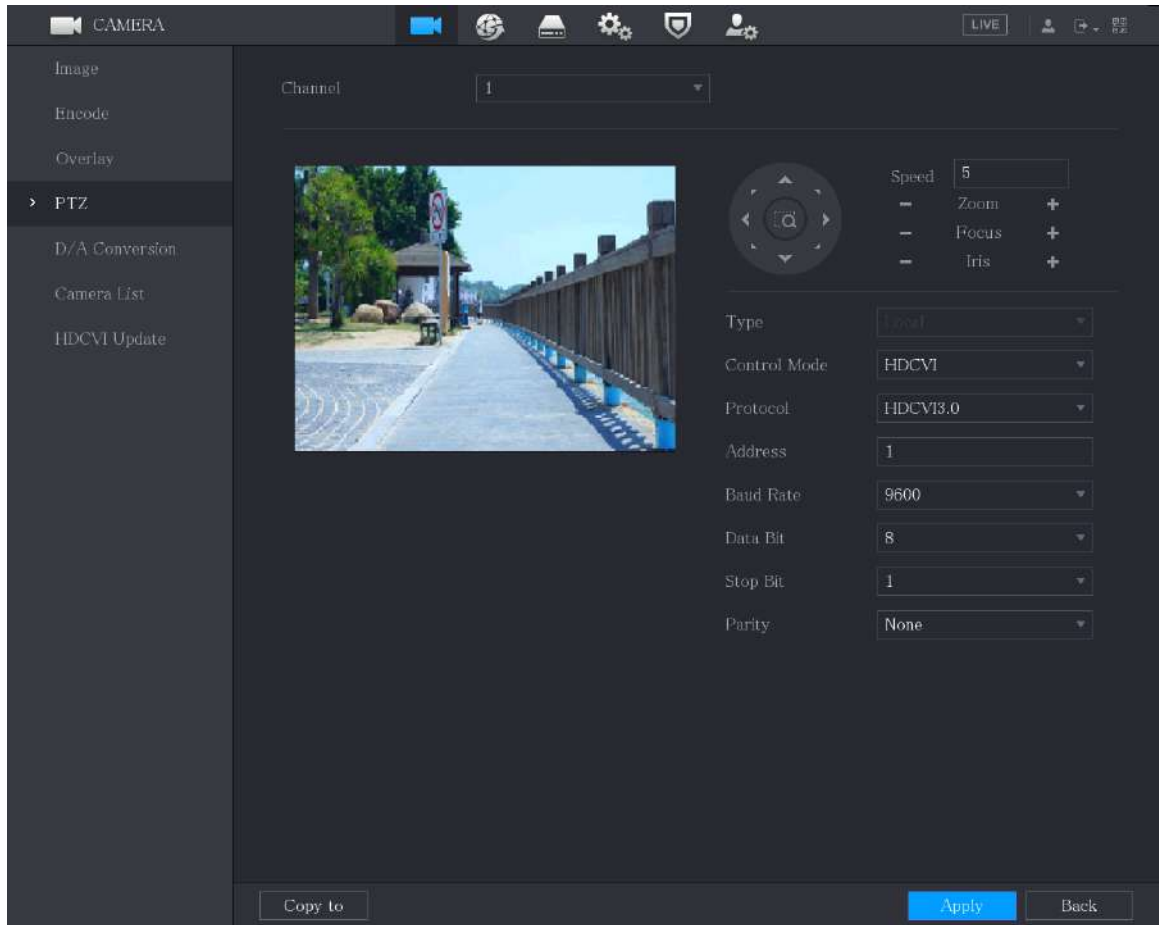 CAMERA
LIVE
Image
Encode
Overlay
PTZ
D/A Conversion
Camera List
HDCVI Update
Channel 1
Speed 5
Zoom
Focus
Iris
Type Local
Control Mode HDCVI
Protocol HDCVI3.0
Address 1
Baud Rate 9600
Data Bit 8
Stop Bit 1
Parity None
Copy to
Apply
Back